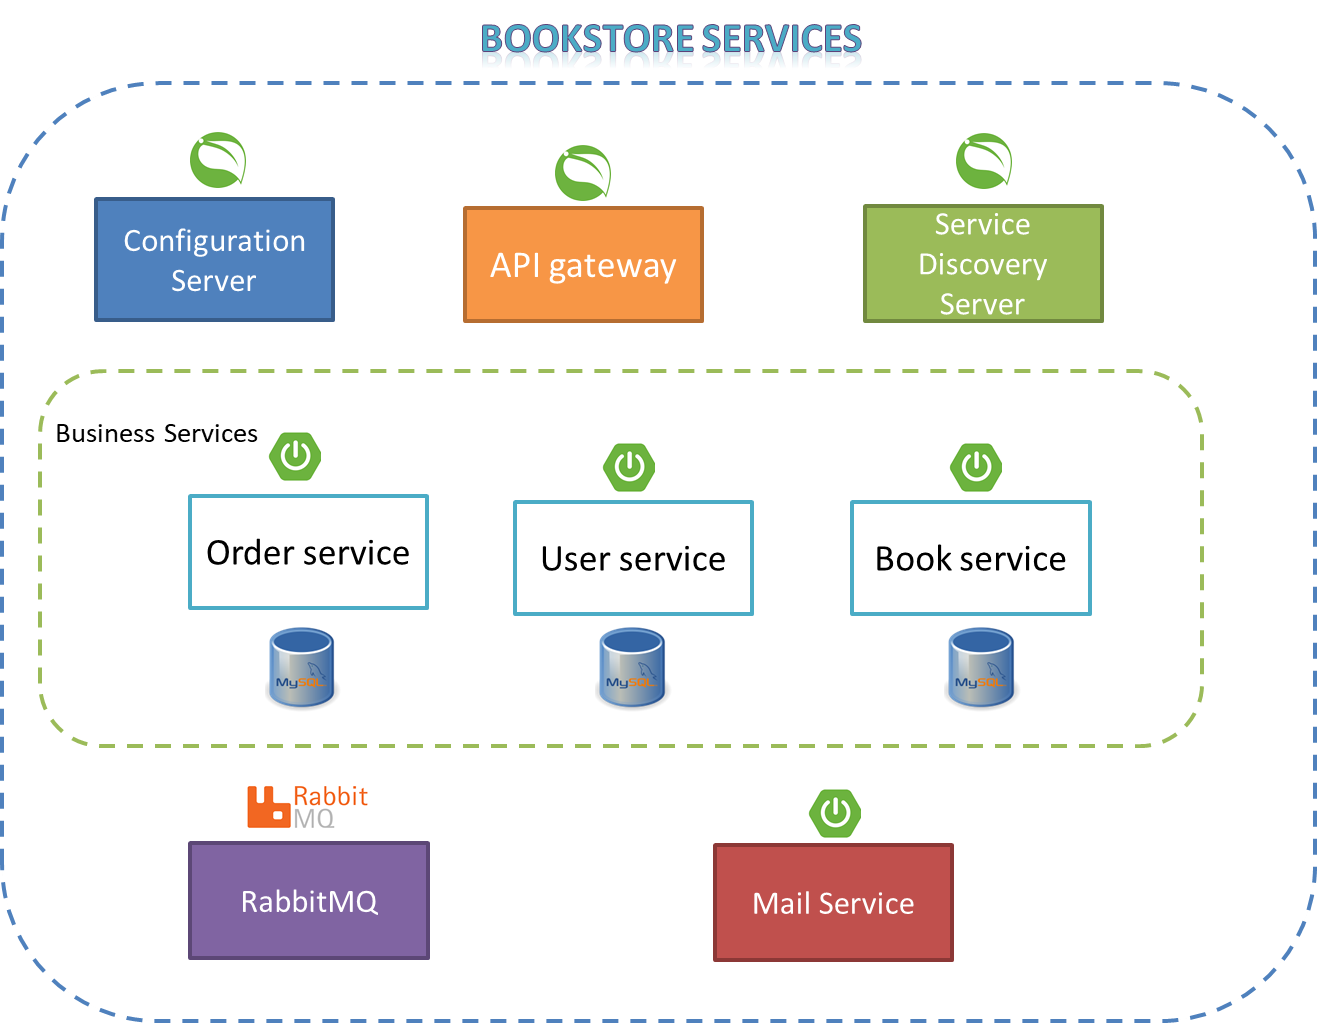 BOOKSTORE SERVICES
Configuration
Server
API gateway
Service
Discovery
Server
Business Services
Order service
User service
Book service
MySQL
MySQL
MySQL
Rabbit
MQ
RabbitMQ
Mail Service